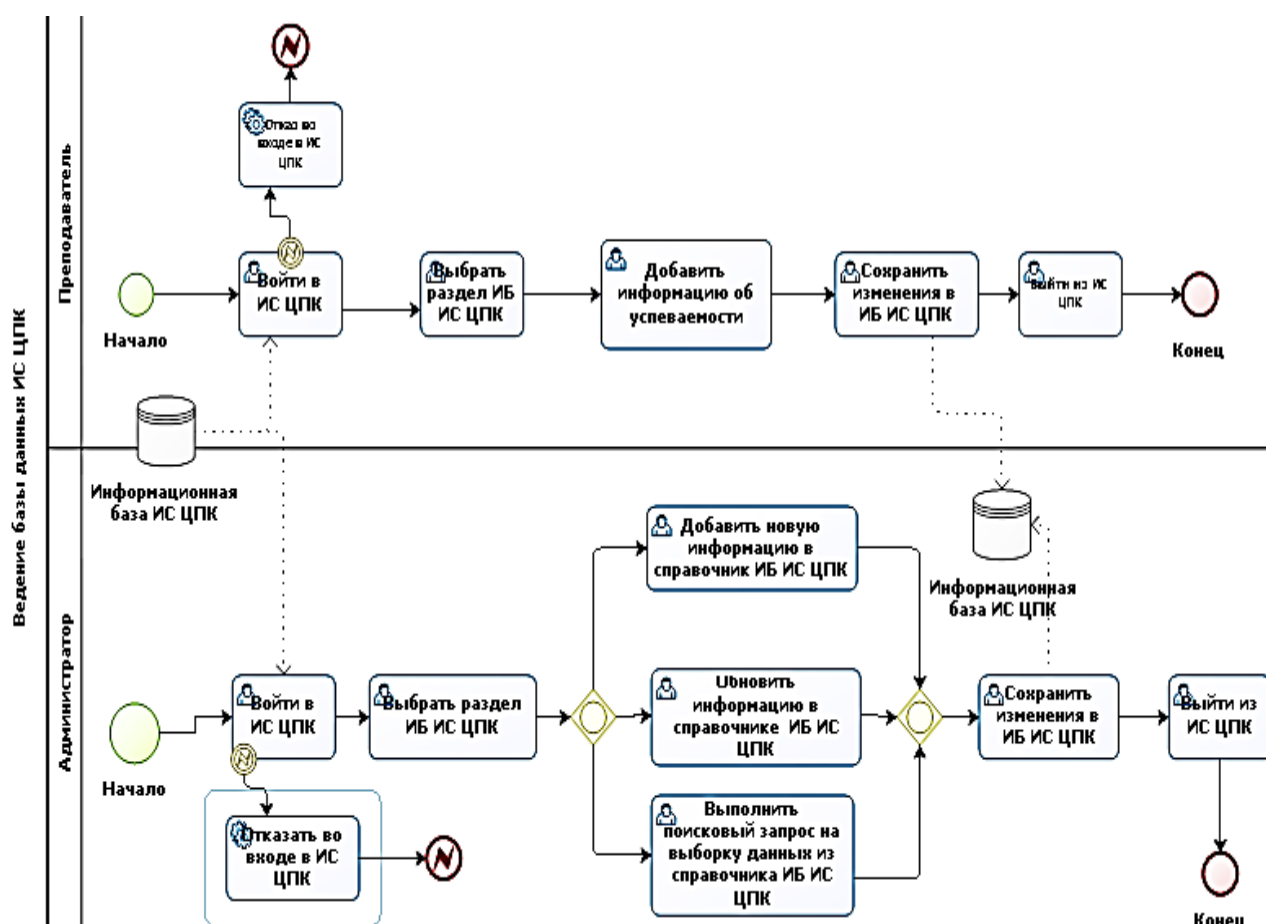 Ведение базы данных ИС ЦПК
Преподаватель
Отказ во
входе в ИС
ЦПК
Начало
Войти в
ИС ЦПК
Выбрать
раздел ИБ
ИС ЦПК
Добавить
информацию об
успеваемости
Сохранить
изменения в
ИБ ИС ЦПК
Выйти из ИС
ЦПК
Конец
Информационная
база ИС ЦПК
Администратор
Начало
Войти в
ИС ЦПК
Отказать во
входе в ИС
ЦПК
Выбрать раздел
ИБ ИС ЦПК
Добавить новую
информацию в
справочник ИБ ИС ЦПК
Обновить
информацию в
справочнике ИБ ИС
ЦПК
Выполнить
поисковый запрос на
выборку данных из
справочника ИБ ИС
ЦПК
Информационная
база ИС ЦПК
Сохранить
изменения в
ИБ ИС ЦПК
Выйти из
ИС ЦПК
Конец